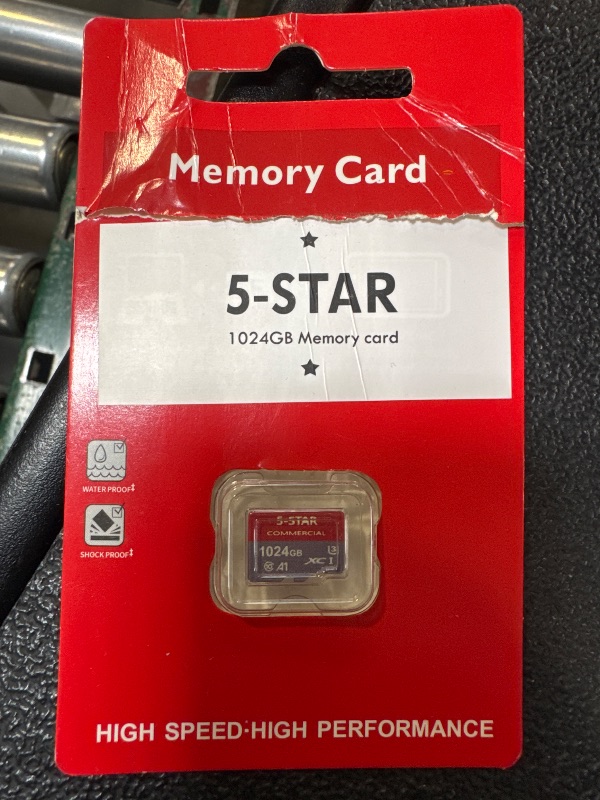 Memory Card
5-STAR
1024GB Memory card
WATER PROOF‡
SHOCK PROOF‡
5-STAR
COMMERCIAL
1024GB
XC I
A1
HIGH SPEED·HIGH PERFORMANCE